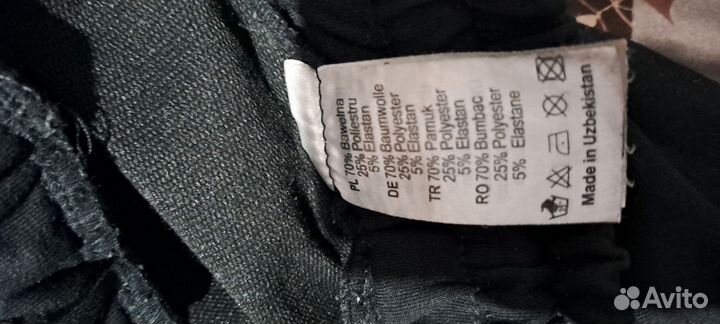 PL 70% Bawełna
25% Poliestru
5% Elastan
DE 70% Baumwolle
25% Polyester
5% Elastan
TR 70% Pamuk
25% Polyester
5% Elastan
RO 70% Bumbac
25% Polyester
5% Elastane
Made in Uzbekistan
Avito